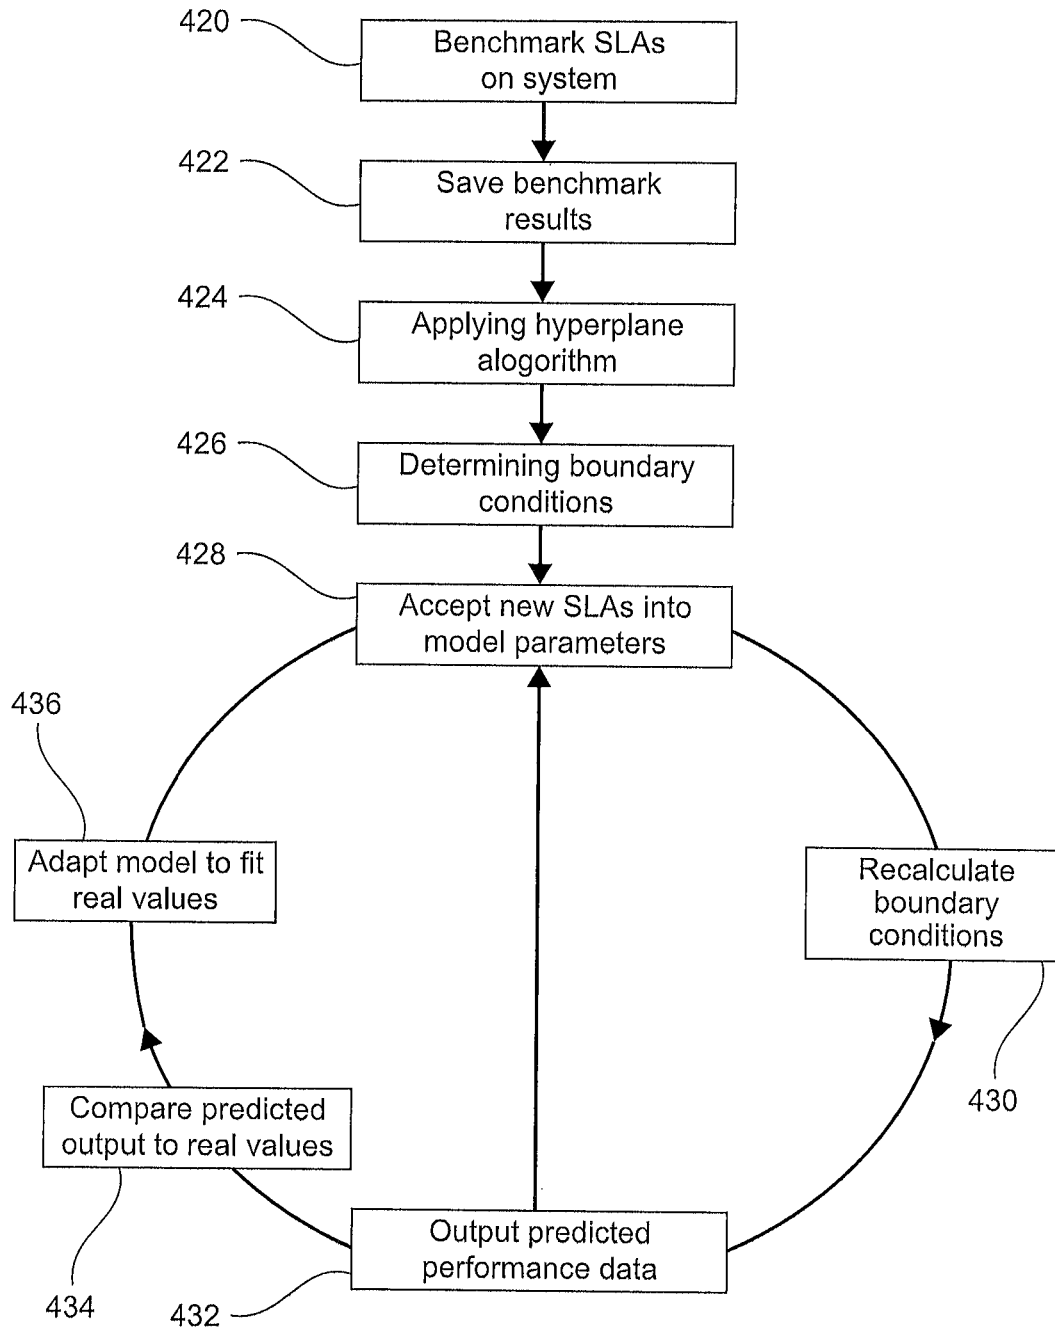 420
Benchmark SLAs
on system
422
Save benchmark
results
424
Applying hyperplane
alogorithm
426
Determining boundary
conditions
428
Accept new SLAs into
model parameters
436
Adapt model to fit
real values
Recalculate
boundary
conditions
430
Compare predicted
output to real values
434
Output predicted
performance data
432